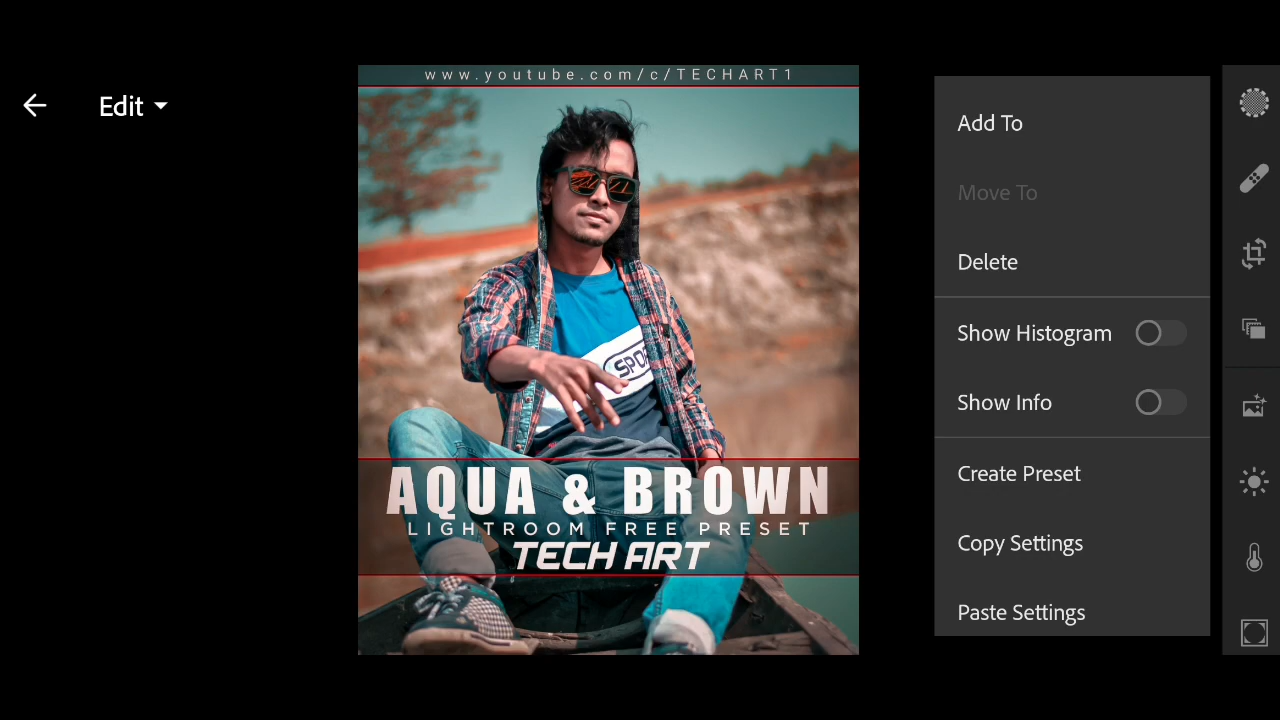 www.youtube.com/c/TECHART1
Edit
SPO
AQUA & BROWN
LIGHTROOM FREE PRESET
TECH ART
Add To
Move To
Delete
Show Histogram
Show Info
Create Preset
Copy Settings
Paste Settings